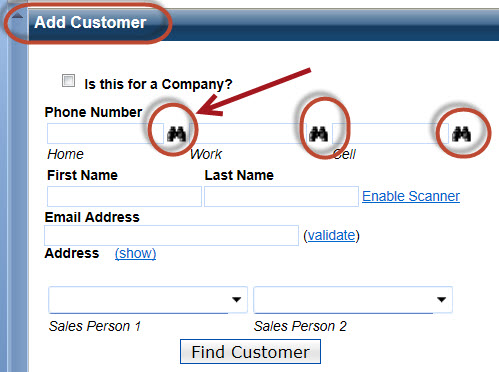 Add Customer
Is this for a Company?
Phone Number
Home Work Cell
First Name Last Name
Enable Scanner
Email Address
(validate)
Address (show)
Sales Person 1 Sales Person 2
Find Customer